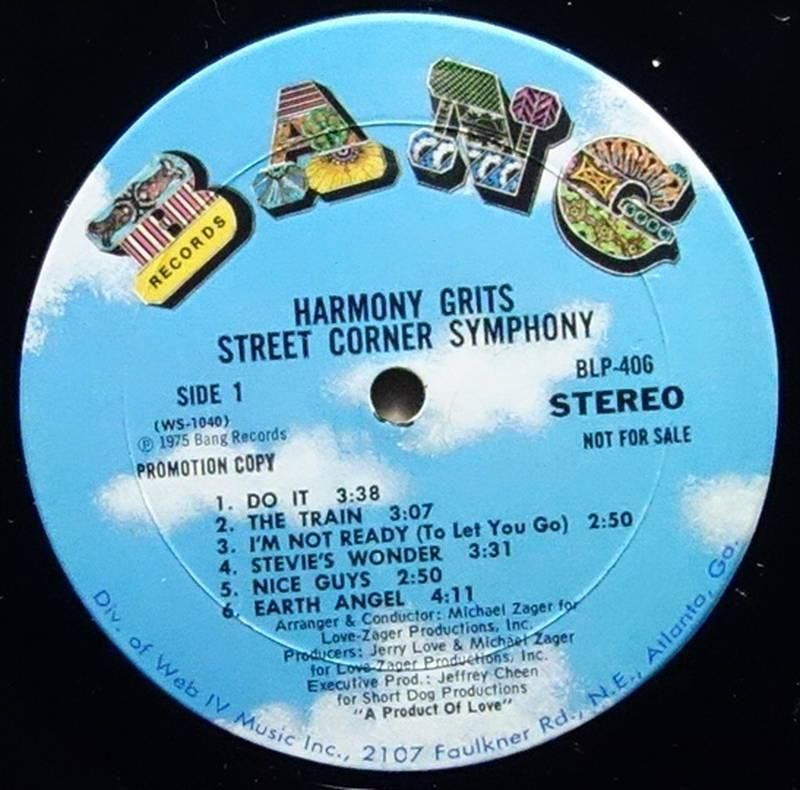 BANG
RECORDS
HARMONY GRITS
STREET CORNER SYMPHONY
SIDE 1
(WS-1040)
℗ 1975 Bang Records
PROMOTION COPY
BLP-406
STEREO
NOT FOR SALE
1. DO IT 3:38
2. THE TRAIN 3:07
3. I'M NOT READY (To Let You Go) 2:50
4. STEVIE'S WONDER 3:31
5. NICE GUYS 2:50
6. EARTH ANGEL 4:11
Arranger & Conductor: Michael Zager for
Love-Zager Productions, Inc.
Producers: Jerry Love & Michael Zager
for Love-Zager Productions, Inc.
Executive Prod.: Jeffrey Cheen
for Short Dog Productions
"A Product Of Love"
Div. of Web IV Music Inc., 2107 Faulkner Rd., N.E., Atlanta, Ga.